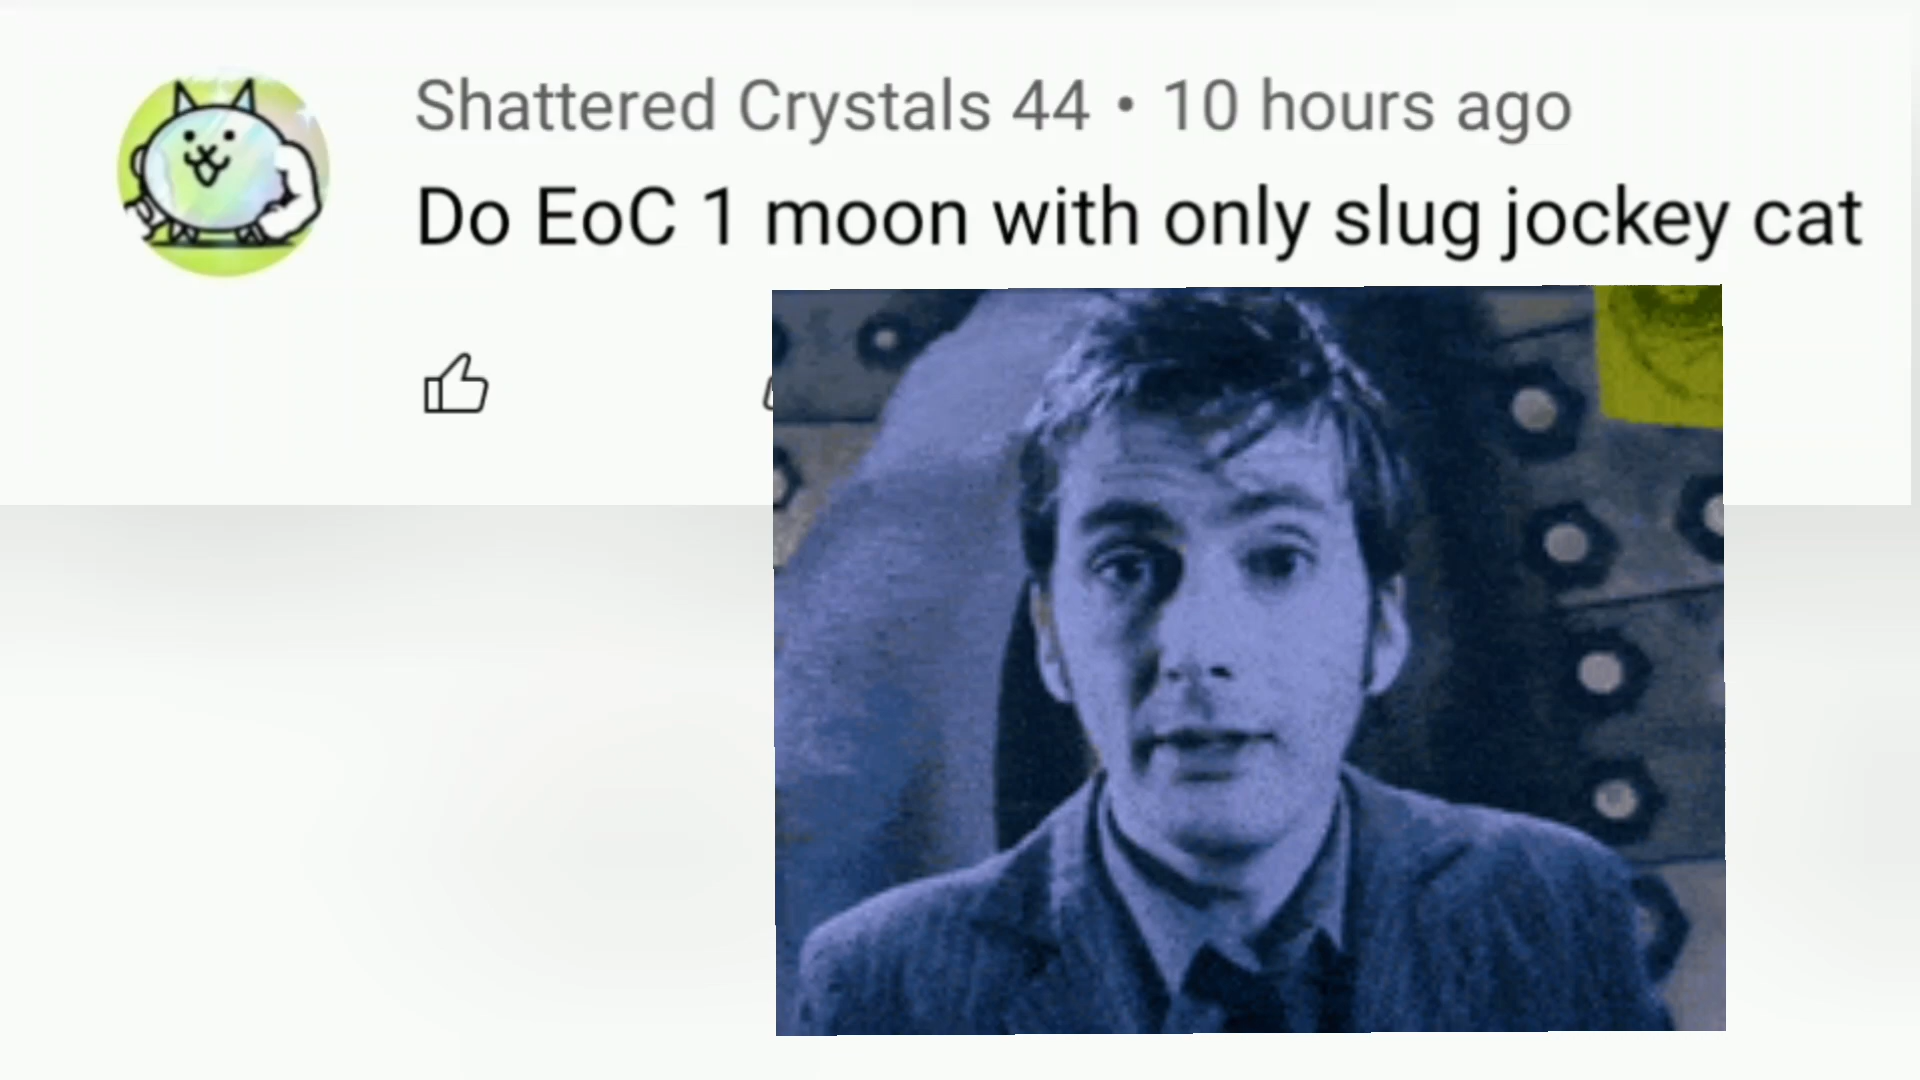 Shattered Crystals 44 • 10 hours ago
Do EoC 1 moon with only slug jockey cat